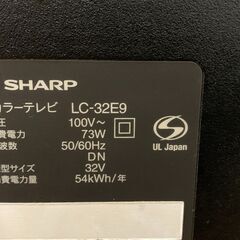 SHARP
カラーテレビ LC-32E9
圧 100V~
費電力 73W
波数 50/60Hz
DN
型サイズ 32V
費電力量 54kWh/年
S
UL Japan